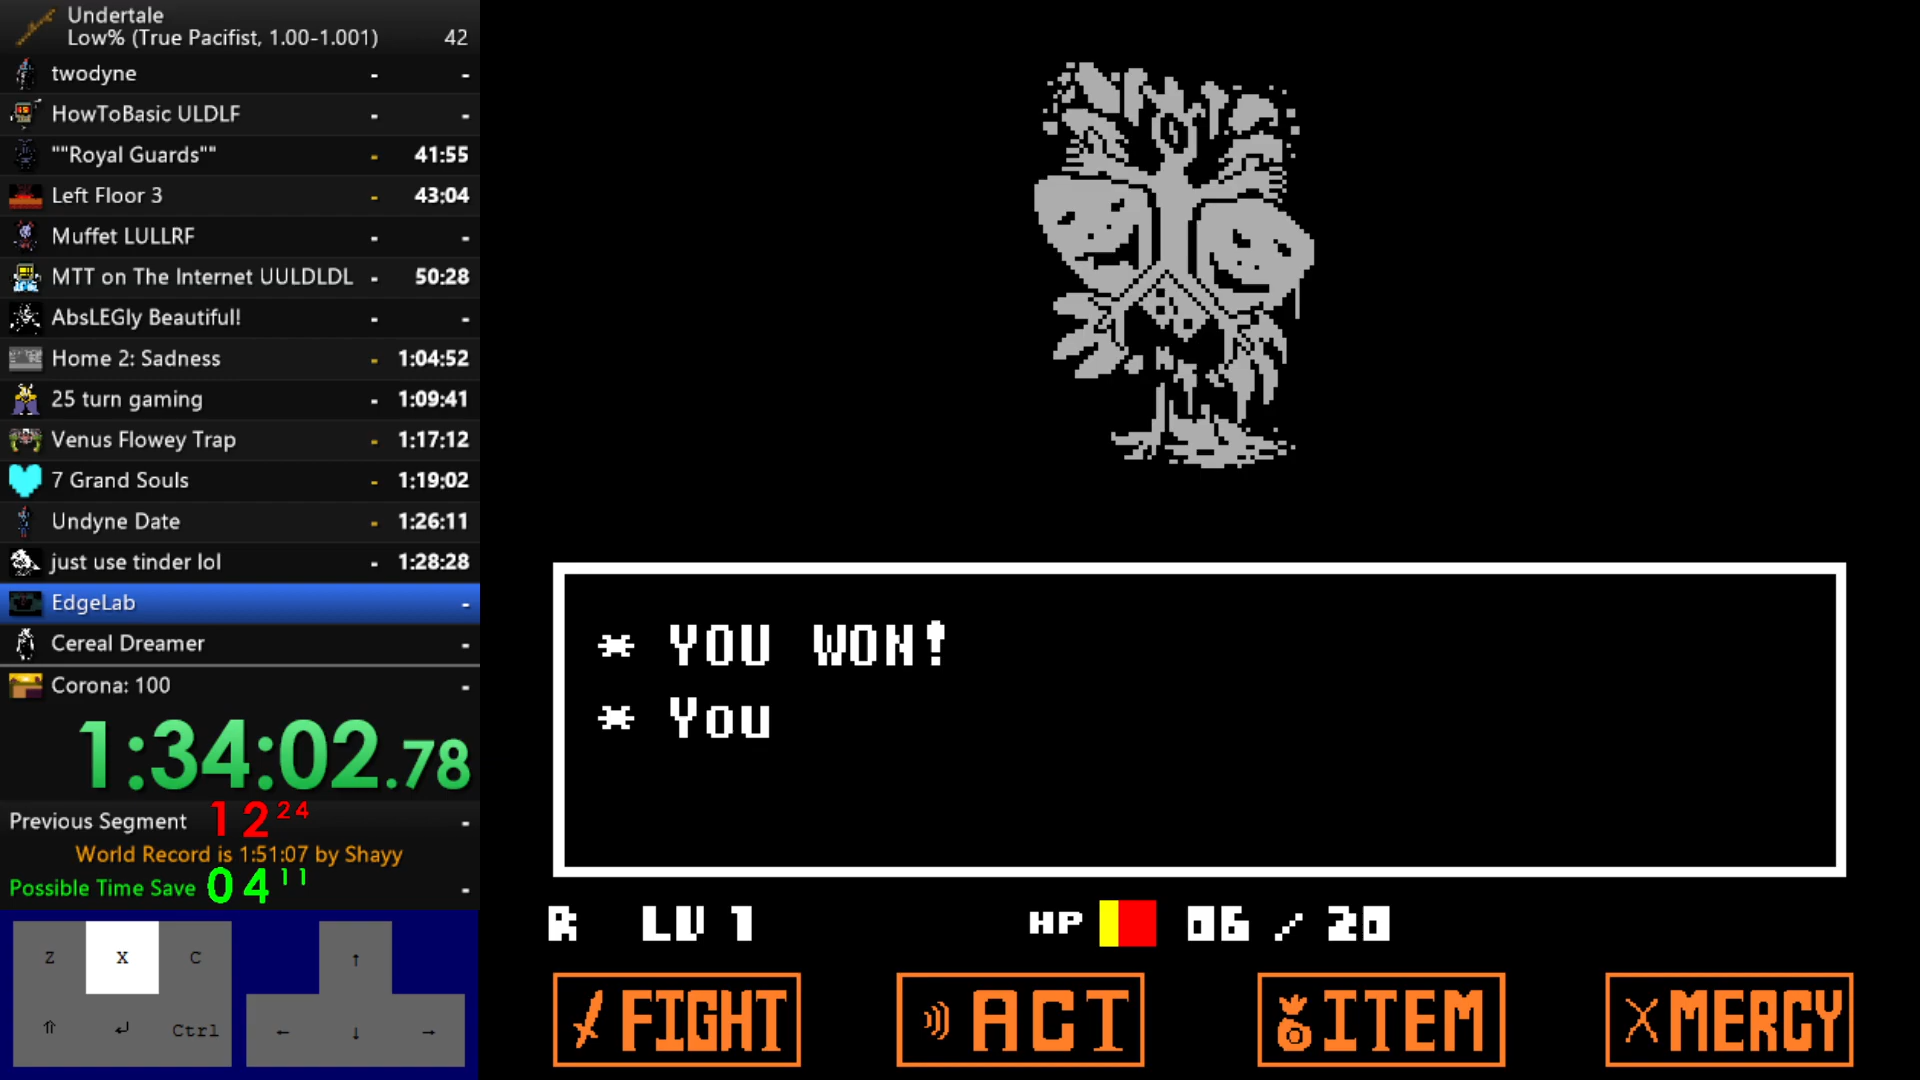 Undertale
Low% (True Pacifist, 1.00-1.001) 42
twodyne - -
HowToBasic ULDLF - -
""Royal Guards"" - 41:55
Left Floor 3 - 43:04
Muffet LULLRF - -
MTT on The Internet UULDLDL - 50:28
AbsLEGly Beautiful! - -
Home 2: Sadness - 1:04:52
25 turn gaming - 1:09:41
Venus Flowey Trap - 1:17:12
7 Grand Souls - 1:19:02
Undyne Date - 1:26:11
just use tinder lol - 1:28:28
EdgeLab -
Cereal Dreamer -
Corona: 100 -
1:34:02.78
Previous Segment 12 24 -
World Record is 1:51:07 by Shayy
Possible Time Save 04 11 -
Z X C ↑
⇧ ↵ Ctrl ← ↓ →
* YOU WON!
* You
R LV 1 HP 06 / 20
FIGHT ACT ITEM MERCY